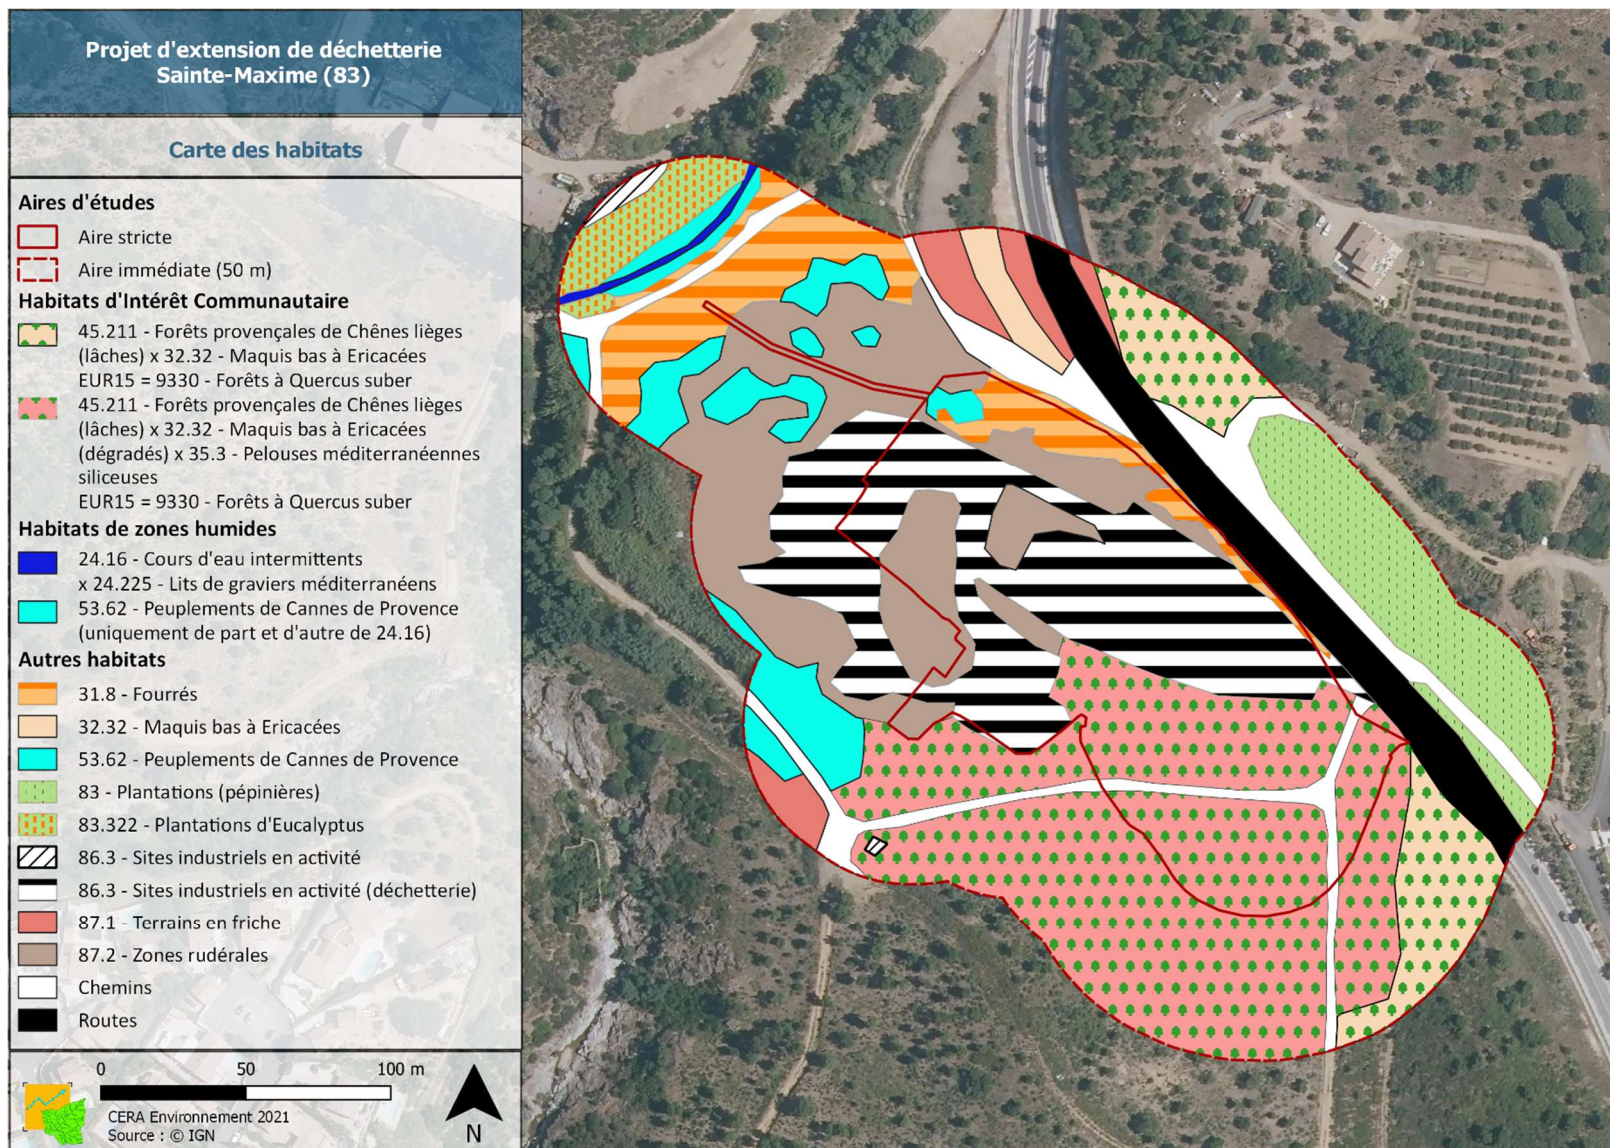 Projet d'extension de déchetterie
Sainte-Maxime (83)
Carte des habitats
Aires d'études
Aire stricte
Aire immédiate (50 m)
Habitats d'Intérêt Communautaire
45.211 - Forêts provençales de Chênes lièges
(lâches) x 32.32 - Maquis bas à Ericacées
EUR15 = 9330 - Forêts à Quercus suber
45.211 - Forêts provençales de Chênes lièges
(lâches) x 32.32 - Maquis bas à Ericacées
(dégradés) x 35.3 - Pelouses méditerranéennes
siliceuses
EUR15 = 9330 - Forêts à Quercus suber
Habitats de zones humides
24.16 - Cours d'eau intermittents
x 24.225 - Lits de graviers méditerranéens
53.62 - Peuplements de Cannes de Provence
(uniquement de part et d'autre de 24.16)
Autres habitats
31.8 - Fourrés
32.32 - Maquis bas à Ericacées
53.62 - Peuplements de Cannes de Provence
83 - Plantations (pépinières)
83.322 - Plantations d'Eucalyptus
86.3 - Sites industriels en activité
86.3 - Sites industriels en activité (déchetterie)
87.1 - Terrains en friche
87.2 - Zones rudérales
Chemins
Routes
0 50 100 m
CERA Environnement 2021
Source : © IGN
N